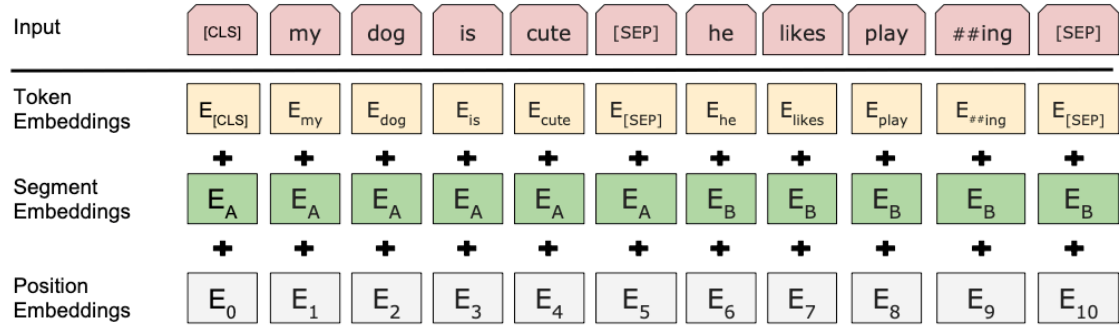 Input [CLS] my dog is cute [SEP] he likes play ##ing [SEP]
Token Embeddings E[CLS] Emy Edog Eis Ecute E[SEP] Ehe Elikes Eplay E##ing E[SEP]
+ + + + + + + + + + +
Segment Embeddings EA EA EA EA EA EA EB EB EB EB EB
+ + + + + + + + + + +
Position Embeddings E0 E1 E2 E3 E4 E5 E6 E7 E8 E9 E10